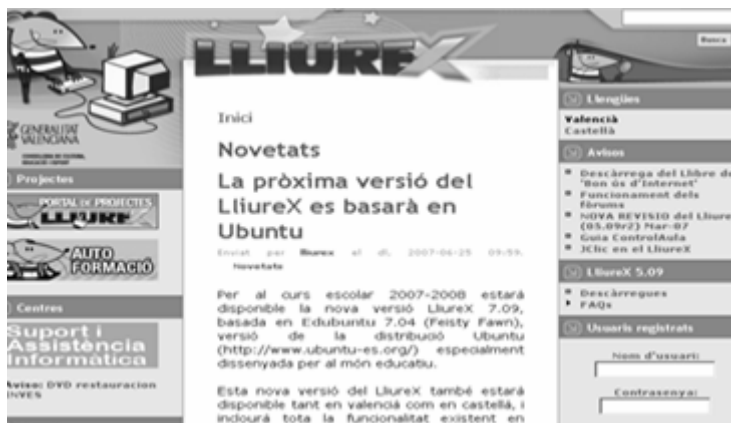 LLIUREX
Busca
GENERALITAT
VALENCIANA
Projectes
PORTAL DE PROJECTES
LLIUREX
AUTO
FORMACIÓ
Centres
Suport i
Assistència
Informàtica
Aviso: DVD restauracion
INVES
Inici
Novetats
La pròxima versió del
LliureX es basarà en
Ubuntu
Enviat per lliurex el dl, 2007-06-25 09:59.
Novetats
Per al curs escolar 2007-2008 estará
disponible la nova versió LliureX 7.09,
basada en Edubuntu 7.04 (Feisty Fawn),
versió de la distribució Ubuntu
(http://www.ubuntu-es.org/) especialment
dissenyada per al món educatiu.
Esta nova versió del LliureX també estará
disponible tant en valencià com en castellà, i
inclourá tota la funcionalitat existent en
Llengües
Valencià
Castellà
Avisos
Descàrrega del Llibre de
'Bon ús d'Internet'
Funcionament dels
fòrums
NOVA REVISIO del Lliurex
(05.09r2) Mar-07
Guia ControlAula
JClic en el LliureX
LliureX 5.09
Descàrregues
FAQs
Usuaris registrats
Nom d'usuari:
Contrasenya: